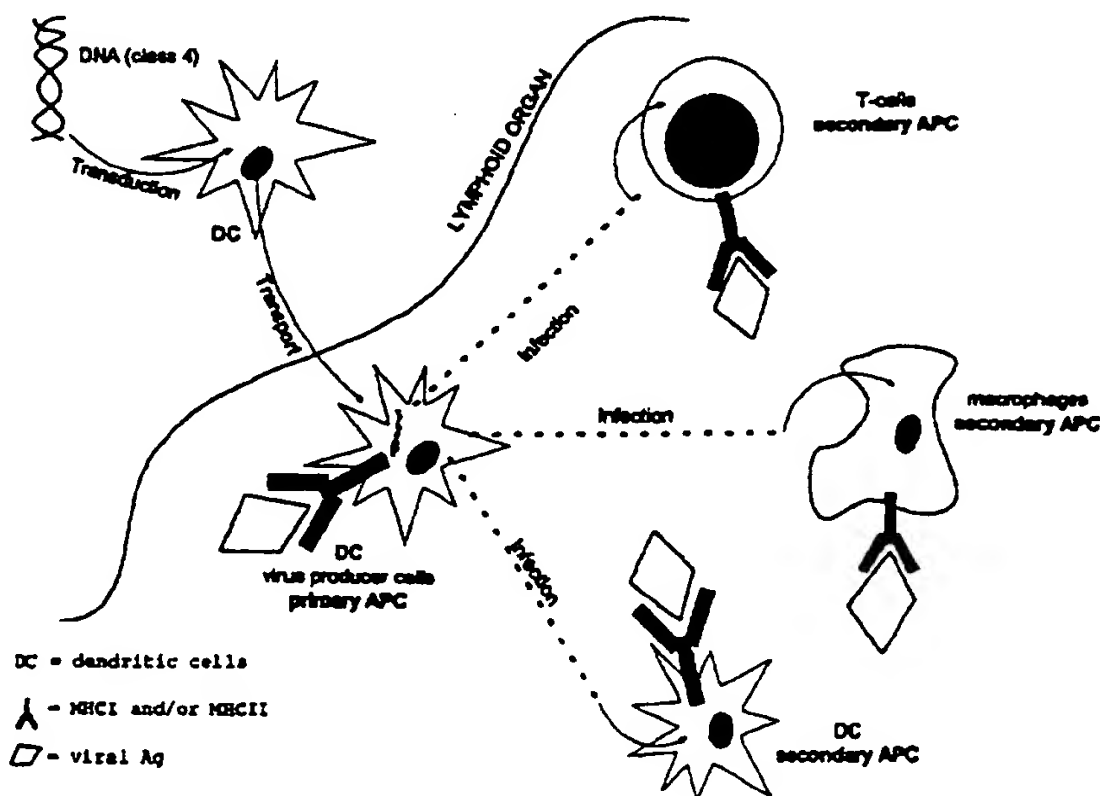 DNA (class 4)
Transduction
DC
Transport
LYMPHOID ORGAN
T-cells
secondary APC
Infection
Infection
macrophages
secondary APC
DC
virus producer cells
primary APC
Infection
DC
secondary APC
DC = dendritic cells
= MHCI and/or MHCII
= viral Ag